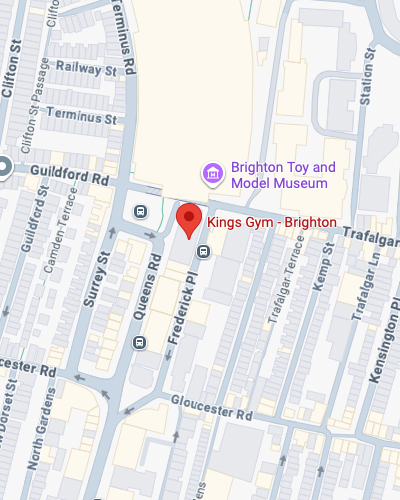 Clifton St
Terminus Rd
Railway St
Station St
Clifton St Passage
Terminus St
Brighton Toy and
Model Museum
Guildford Rd
Guildford St
Camden Terrace
Kings Gym - Brighton
Trafalgar
Surrey St
Queens Rd
Frederick Pl
Trafalgar Terrace
Kemp St
Trafalgar Ln
Kensington Pl
cester Rd
Gloucester Rd
Dorset St
North Gardens